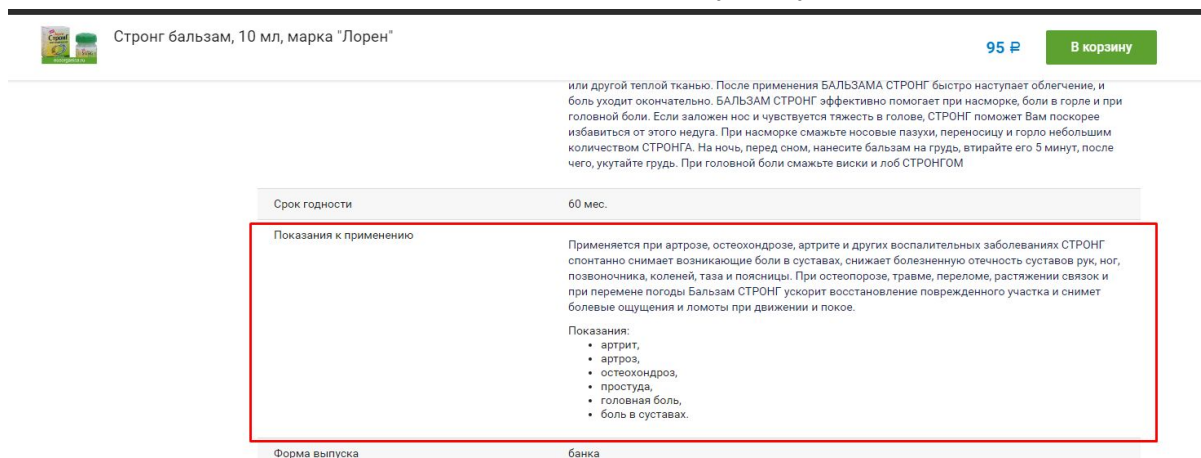 Стронг бальзам, 10 мл, марка "Лорен"
95 ₽
В корзину
или другой теплой тканью. После применения БАЛЬЗАМА СТРОНГ быстро наступает облегчение, и
боль уходит окончательно. БАЛЬЗАМ СТРОНГ эффективно помогает при насморке, боли в горле и при
головной боли. Если заложен нос и чувствуется тяжесть в голове, СТРОНГ поможет Вам поскорее
избавиться от этого недуга. При насморке смажьте носовые пазухи, переносицу и горло небольшим
количеством СТРОНГА. На ночь, перед сном, нанесите бальзам на грудь, втирайте его 5 минут, после
чего, укутайте грудь. При головной боли смажьте виски и лоб СТРОНГОМ
Срок годности
60 мес.
Показания к применению
Применяется при артрозе, остеохондрозе, артрите и других воспалительных заболеваниях СТРОНГ
спонтанно снимает возникающие боли в суставах, снижает болезненную отечность суставов рук, ног,
позвоночника, коленей, таза и поясницы. При остеопорозе, травме, переломе, растяжении связок и
при перемене погоды Бальзам СТРОНГ ускорит восстановление поврежденного участка и снимет
болевые ощущения и ломоты при движении и покое.
Показания:
• артрит,
• артроз,
• остеохондроз,
• простуда,
• головная боль,
• боль в суставах.
Форма выпуска
банка